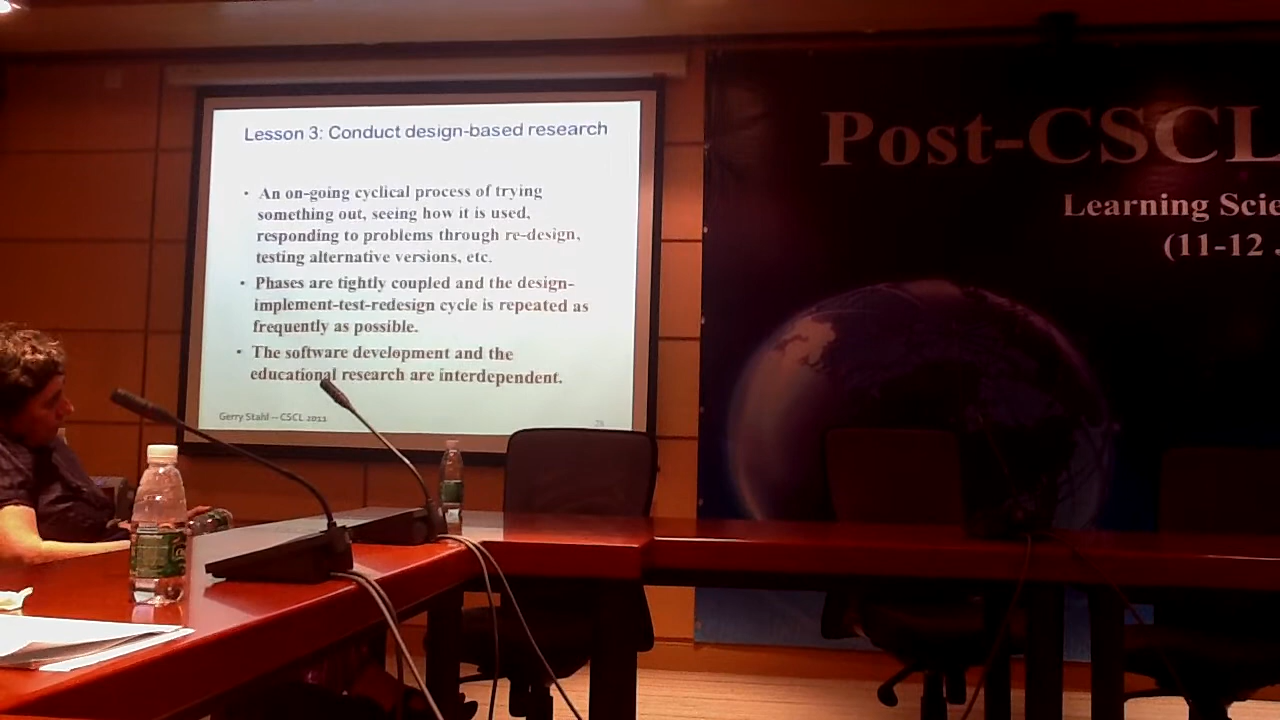 Lesson 3: Conduct design-based research
• An on-going cyclical process of trying
something out, seeing how it is used,
responding to problems through re-design,
testing alternative versions, etc.
• Phases are tightly coupled and the design-
implement-test-redesign cycle is repeated as
frequently as possible.
• The software development and the
educational research are interdependent.
Gerry Stahl – CSCL 2011
Post-CSCL
Learning Scie
(11-12